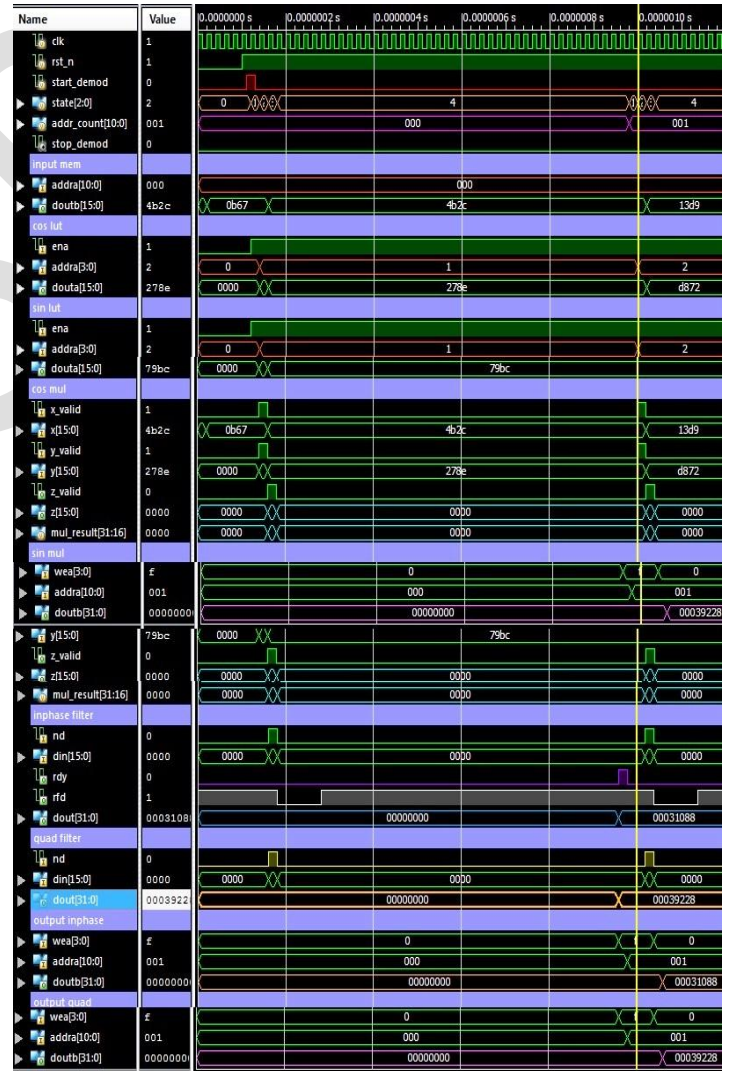 Name Value 0.0000000 s 0.0000002 s 0.0000004 s 0.0000006 s 0.0000008 s 0.0000010 s
clk 1
rst_n 1
start_demod 0
state[2:0] 2 0 4 4
addr_count[10:0] 001 000 001
stop_demod 0
input mem
addra[10:0] 000 000
doutb[15:0] 4b2c 0b67 4b2c 13d9
cos lut
ena 1
addra[3:0] 2 0 1 2
douta[15:0] 278e 0000 278e d872
sin lut
ena 1
addra[3:0] 2 0 1 2
douta[15:0] 79bc 0000 79bc
cos mul
x_valid 1
x[15:0] 4b2c 0b67 4b2c 13d9
y_valid 1
y[15:0] 278e 0000 278e d872
z_valid 0
z[15:0] 0000 0000 0000 0000
mul_result[31:16] 0000 0000 0000 0000
sin mul
wea[3:0] f 0 0
addra[10:0] 001 000 001
doutb[31:0] 0000000 00000000 00039228
y[15:0] 79bc 0000 79bc
z_valid 0
z[15:0] 0000 0000 0000 0000
mul_result[31:16] 0000 0000 0000 0000
inphase filter
nd 0
din[15:0] 0000 0000 0000 0000
rdy 0
rfd 1
dout[31:0] 0003108 00000000 00031088
quad filter
nd 0
din[15:0] 0000 0000 0000 0000
dout[31:0] 0003922 00000000 00039228
output inphase
wea[3:0] f 0 0
addra[10:0] 001 000 001
doutb[31:0] 0000000 00000000 00031088
output quad
wea[3:0] f 0 0
addra[10:0] 001 000 001
doutb[31:0] 0000000 00000000 00039228